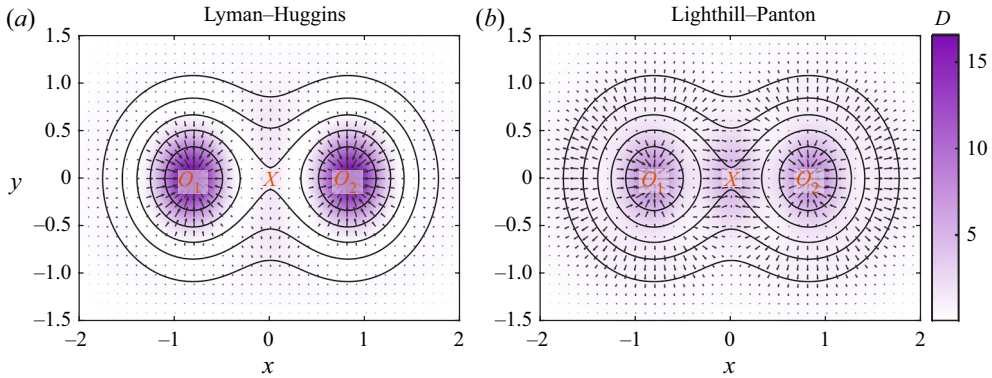 (a) Lyman–Huggins (b) Lighthill–Panton D
1.5 1.5
1.0 1.0 15
0.5 0.5
y 0 O1 X O2 0 O1 X O2 10
–0.5 –0.5 5
–1.0 –1.0
–1.5 –1.5
–2 –1 0 1 2 –2 –1 0 1 2
x x